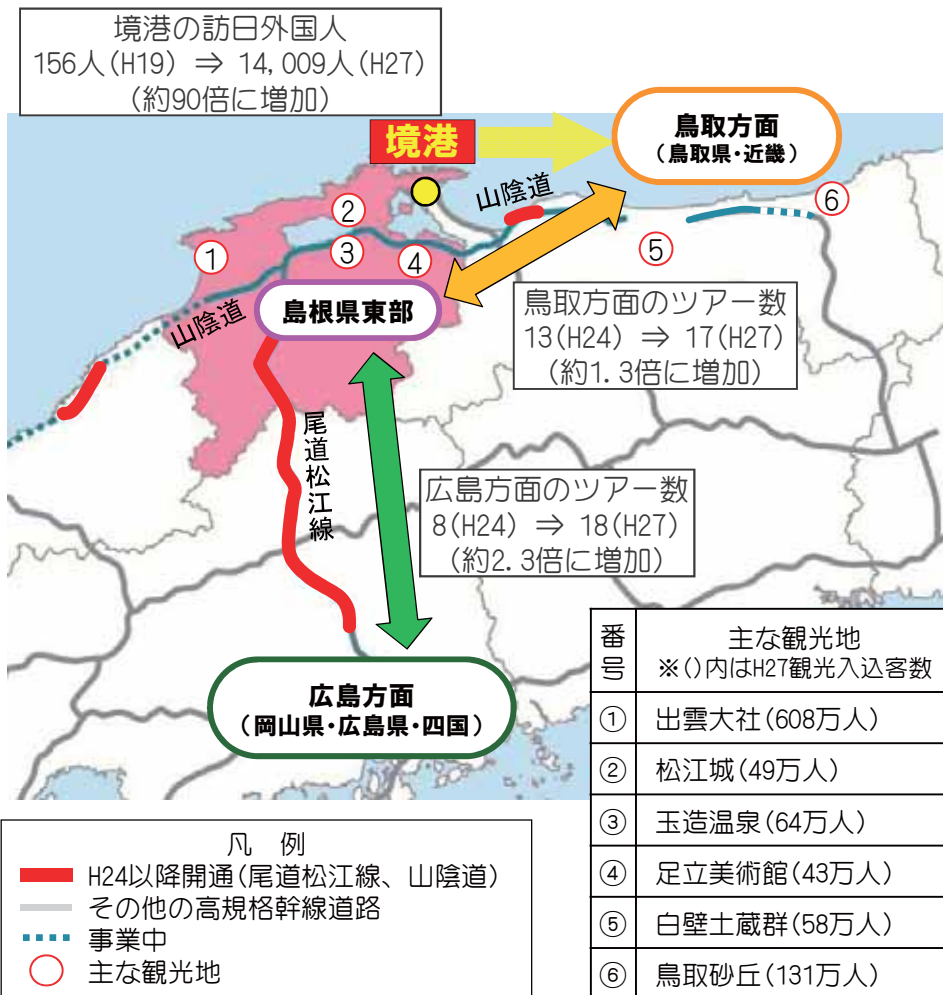 境港の訪日外国人
156人(H19) ⇒ 14,009人(H27)
(約90倍に増加)
境港
鳥取方面
(鳥取県・近畿)
山陰道
①
②
③
④
⑤
⑥
島根県東部
山陰道
鳥取方面のツアー数
13(H24) ⇒ 17(H27)
(約1.3倍に増加)
尾道松江線
広島方面のツアー数
8(H24) ⇒ 18(H27)
(約2.3倍に増加)
広島方面
(岡山県・広島県・四国)
番号 主な観光地
※()内はH27観光入込客数
① 出雲大社(608万人)
② 松江城(49万人)
③ 玉造温泉(64万人)
④ 足立美術館(43万人)
⑤ 白壁土蔵群(58万人)
⑥ 鳥取砂丘(131万人)
凡 例
H24以降開通(尾道松江線、山陰道)
その他の高規格幹線道路
事業中
主な観光地